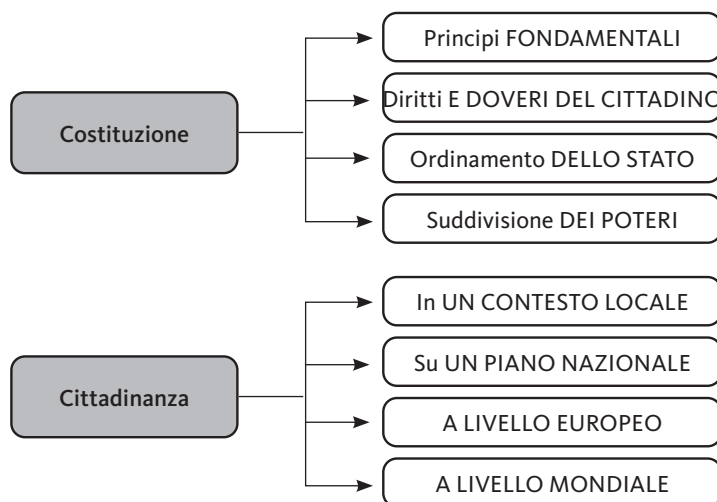 Costituzione
Principi FONDAMENTALI
Diritti E DOVERI DEL CITTADINO
Ordinamento DELLO STATO
Suddivisione DEI POTERI
Cittadinanza
In UN CONTESTO LOCALE
Su UN PIANO NAZIONALE
A LIVELLO EUROPEO
A LIVELLO MONDIALE